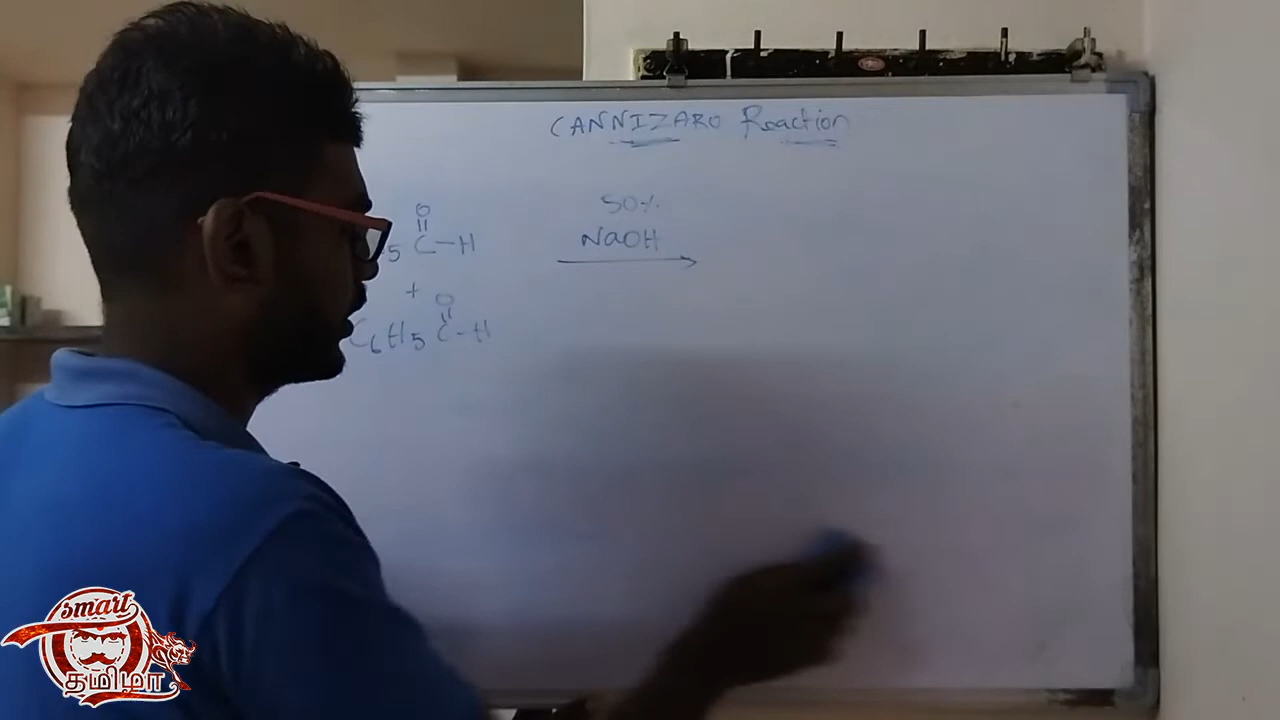 CANNIZARO Reaction
O
||
5 C-H
50%
NaOH
+
O
||
C6H5 C-H
smart
தமிழா